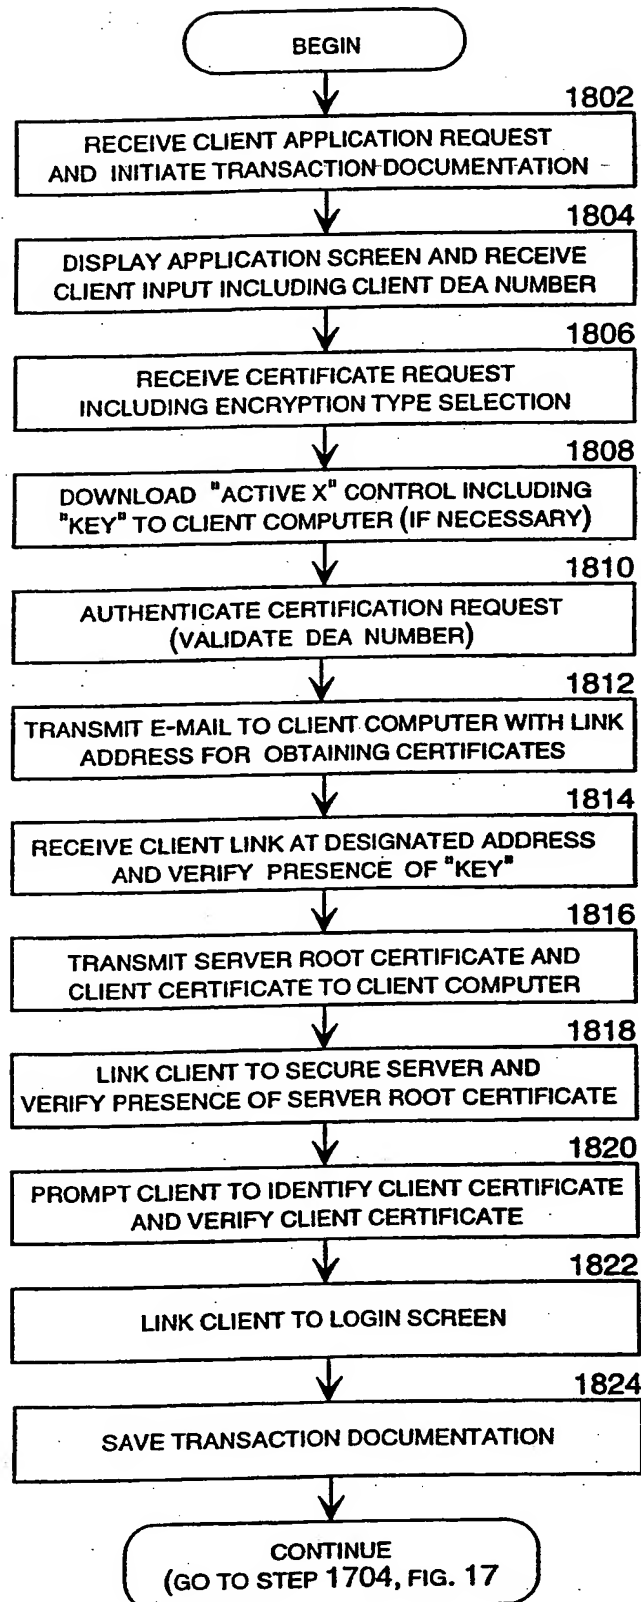 BEGIN
1802
RECEIVE CLIENT APPLICATION REQUEST
AND INITIATE TRANSACTION DOCUMENTATION
1804
DISPLAY APPLICATION SCREEN AND RECEIVE
CLIENT INPUT INCLUDING CLIENT DEA NUMBER
1806
RECEIVE CERTIFICATE REQUEST
INCLUDING ENCRYPTION TYPE SELECTION
1808
DOWNLOAD "ACTIVE X" CONTROL INCLUDING
"KEY" TO CLIENT COMPUTER (IF NECESSARY)
1810
AUTHENTICATE CERTIFICATION REQUEST
(VALIDATE DEA NUMBER)
1812
TRANSMIT E-MAIL TO CLIENT COMPUTER WITH LINK
ADDRESS FOR OBTAINING CERTIFICATES
1814
RECEIVE CLIENT LINK AT DESIGNATED ADDRESS
AND VERIFY PRESENCE OF "KEY"
1816
TRANSMIT SERVER ROOT CERTIFICATE AND
CLIENT CERTIFICATE TO CLIENT COMPUTER
1818
LINK CLIENT TO SECURE SERVER AND
VERIFY PRESENCE OF SERVER ROOT CERTIFICATE
1820
PROMPT CLIENT TO IDENTIFY CLIENT CERTIFICATE
AND VERIFY CLIENT CERTIFICATE
1822
LINK CLIENT TO LOGIN SCREEN
1824
SAVE TRANSACTION DOCUMENTATION
CONTINUE
(GO TO STEP 1704, FIG. 17